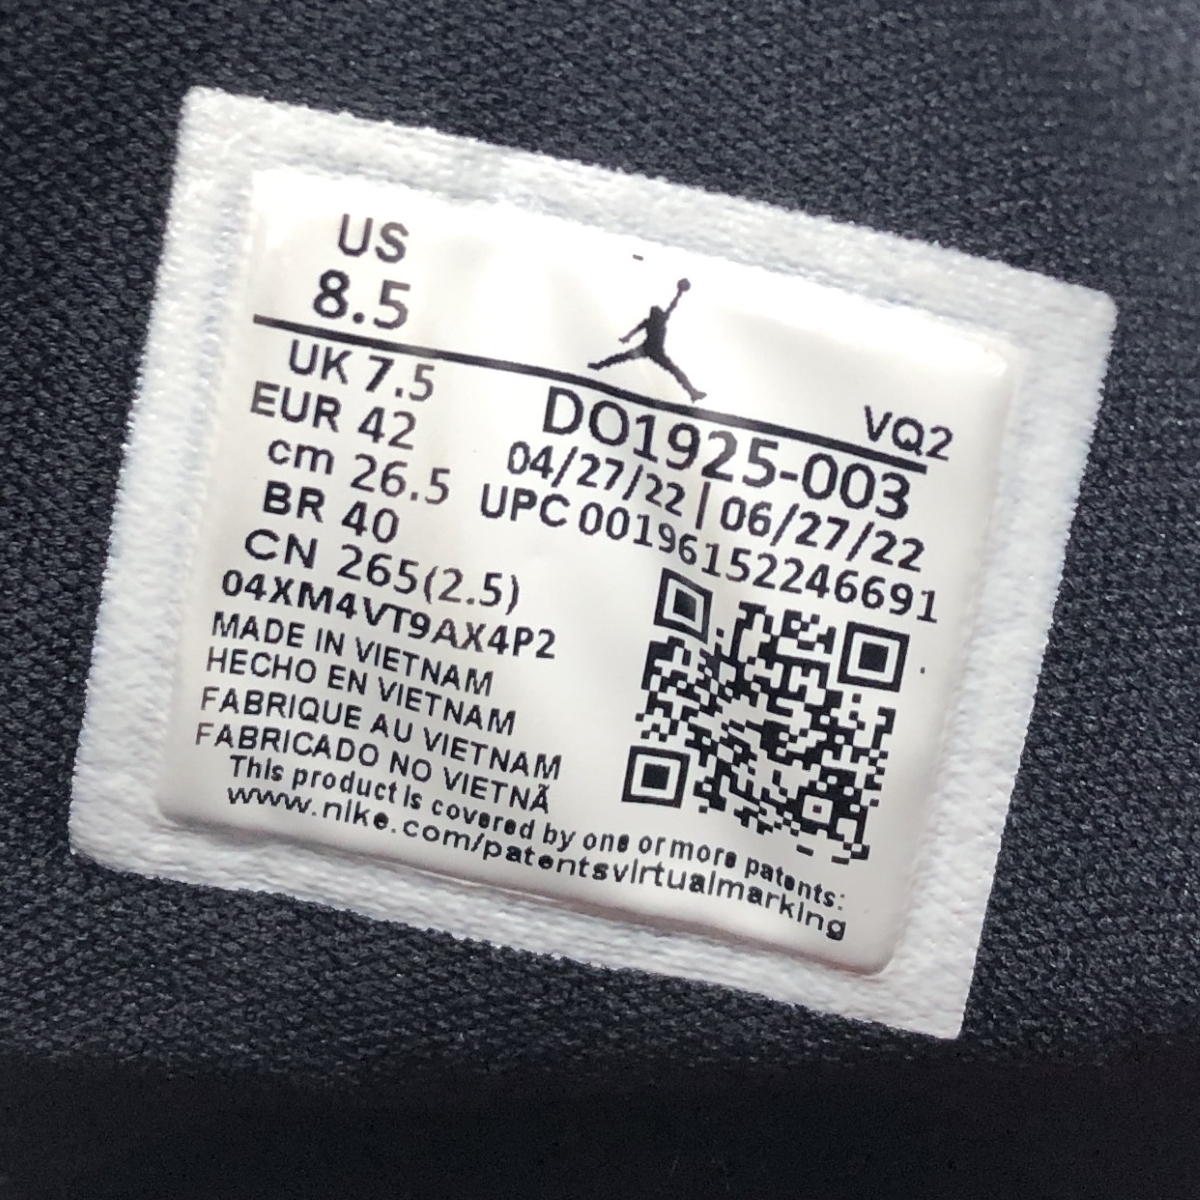 US
8.5
UK 7.5
EUR 42
cm 26.5
BR 40
CN 265(2.5)
04XM4VT9AX4P2
VQ2
DO1925-003
04/27/22 | 06/27/22
UPC 00196152246691
MADE IN VIETNAM
HECHO EN VIETNAM
FABRIQUE AU VIETNAM
FABRICADO NO VIETNÃ
This product is covered by one or more patents:
www.nike.com/patentsvirtualmarking